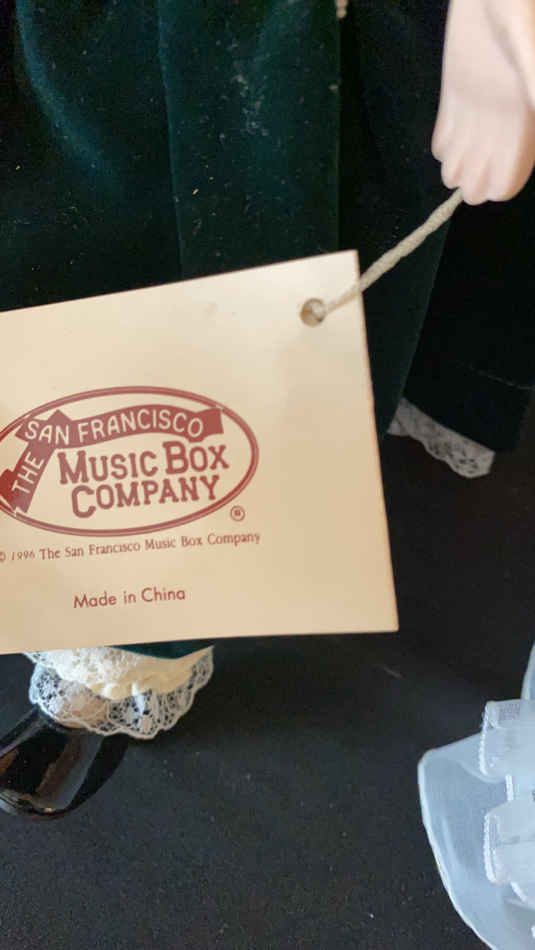 SAN FRANCISCO
THE
MUSIC BOX
COMPANY
®
© 1996 The San Francisco Music Box Company
Made in China